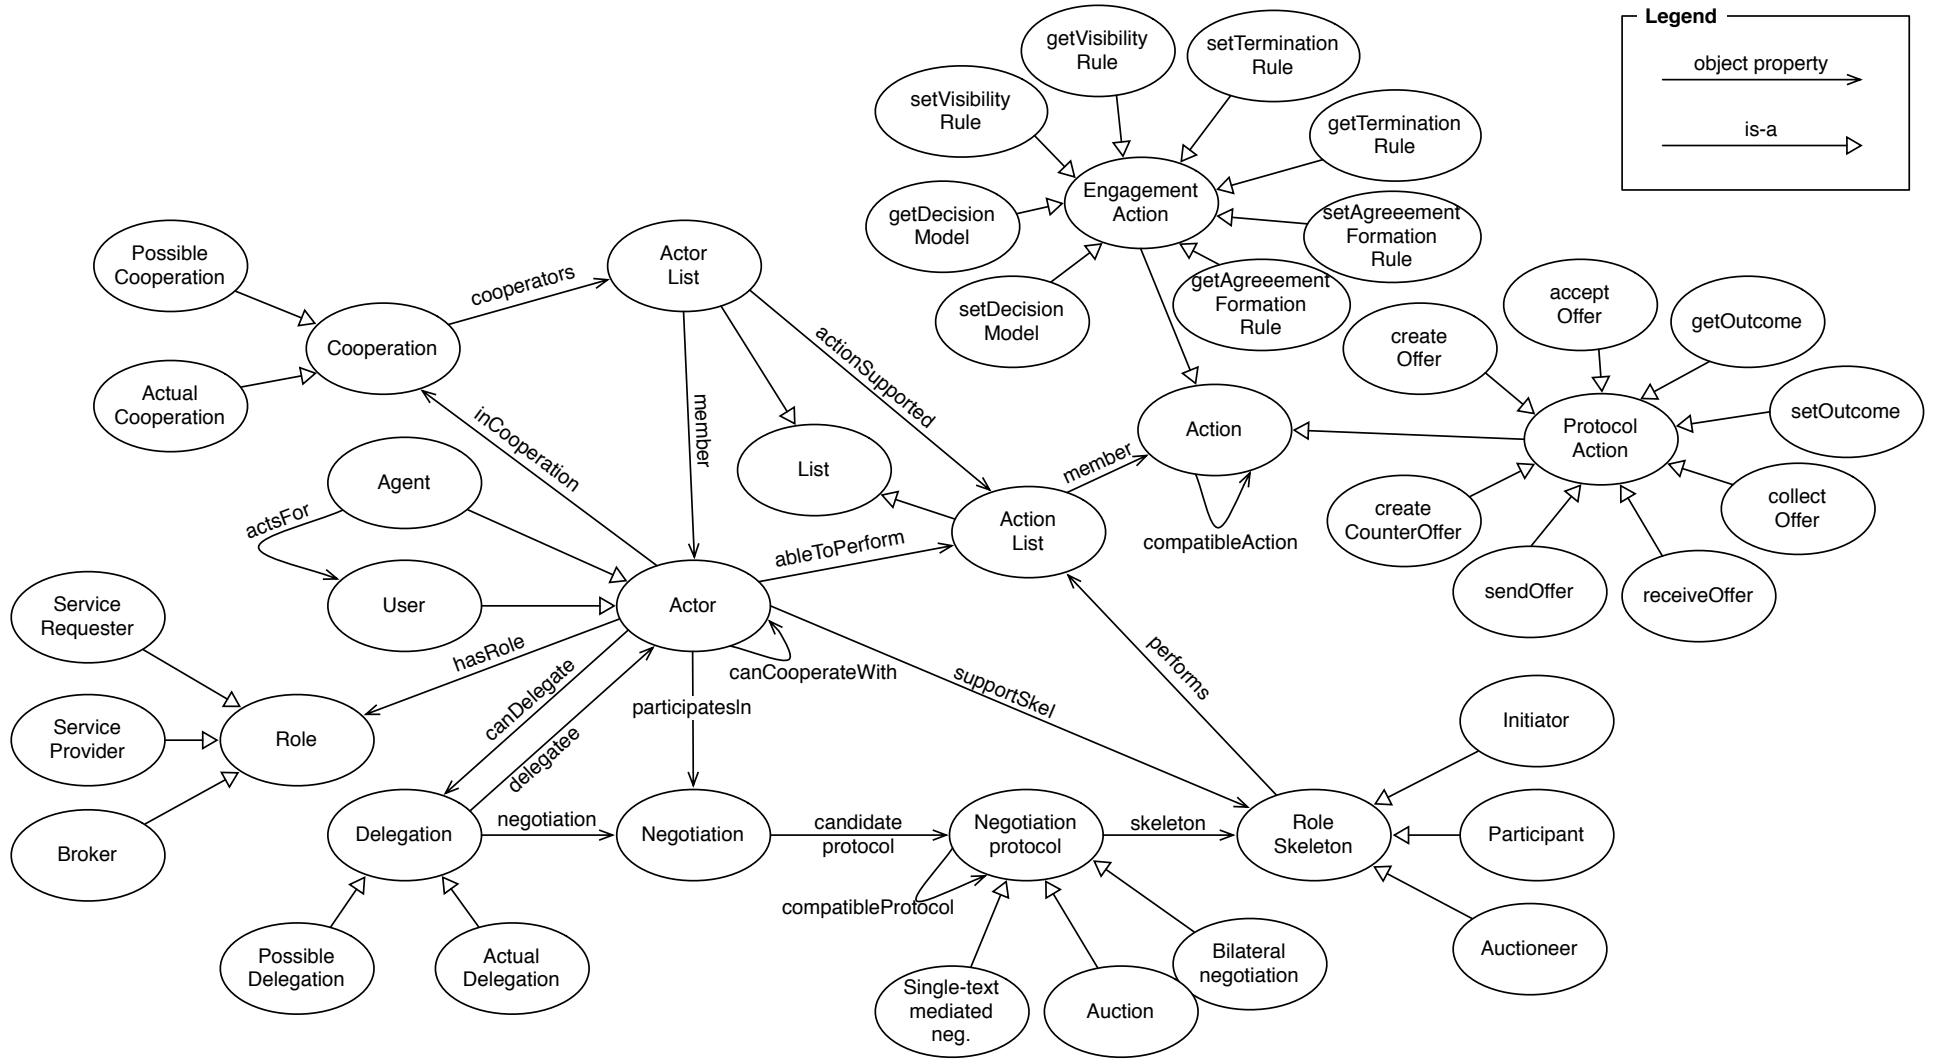 Legend
object property
is-a
getVisibility
Rule
setTermination
Rule
setVisibility
Rule
getTermination
Rule
Engagement
Action
getDecision
Model
setAgreeement
Formation
Rule
setDecision
Model
getAgreeement
Formation
Rule
Possible
Cooperation
Actor
List
cooperators
Cooperation
Actual
Cooperation
actionSupported
accept
Offer
getOutcome
create
Offer
setOutcome
Protocol
Action
collect
Offer
create
CounterOffer
sendOffer
receiveOffer
Action
member
compatibleAction
List
member
inCooperation
Agent
actsFor
User
Action
List
ableToPerform
Actor
canCooperateWith
hasRole
Service
Requester
Service
Provider
Role
Broker
canDelegate
delegatee
participatesIn
supportSkel
performs
Delegation
negotiation
Negotiation
candidate
protocol
Negotiation
protocol
skeleton
Role
Skeleton
Initiator
Participant
Auctioneer
compatibleProtocol
Possible
Delegation
Actual
Delegation
Single-text
mediated
neg.
Auction
Bilateral
negotiation